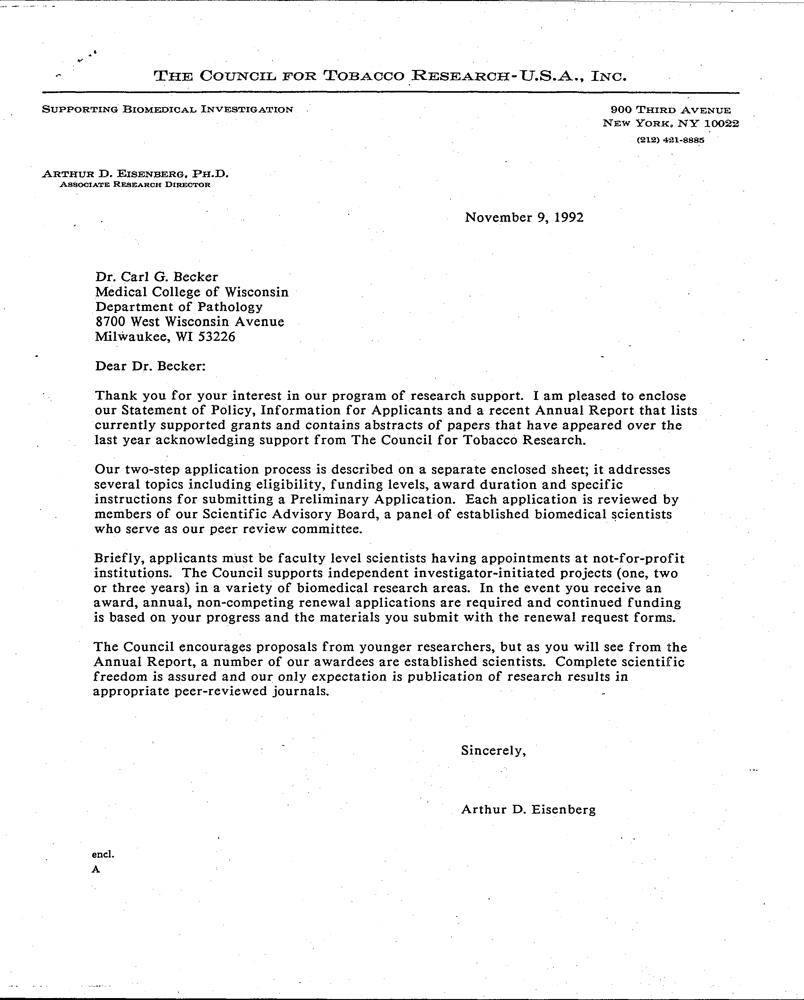 THE COUNCIL FOR TOBACCO RESEARCH-U.S.A., INC.
SUPPORTING BIOMEDICAL INVESTIGATION
900 THIRD AVENUE
NEW YORK, NY 10022
(212) 421-8885
ARTHUR D. EISENBERG, PH.D.
ASSOCIATE RESEARCH DIRECTOR
November 9, 1992
Dr. Carl G. Becker
Medical College of Wisconsin
Department of Pathology
8700 West Wisconsin Avenue
Milwaukee, WI 53226
Dear Dr. Becker:
Thank you for your interest in our program of research support. I am pleased to enclose
our Statement of Policy, Information for Applicants and a recent Annual Report that lists
currently supported grants and contains abstracts of papers that have appeared over the
last year acknowledging support from The Council for Tobacco Research.
Our two-step application process is described on a separate enclosed sheet; it addresses
several topics including eligibility, funding levels, award duration and specific
instructions for submitting a Preliminary Application. Each application is reviewed by
members of our Scientific Advisory Board, a panel of established biomedical scientists
who serve as our peer review committee.
Briefly, applicants must be faculty level scientists having appointments at not-for-profit
institutions. The Council supports independent investigator-initiated projects (one, two
or three years) in a variety of biomedical research areas. In the event you receive an
award, annual, non-competing renewal applications are required and continued funding
is based on your progress and the materials you submit with the renewal request forms.
The Council encourages proposals from younger researchers, but as you will see from the
Annual Report, a number of our awardees are established scientists. Complete scientific
freedom is assured and our only expectation is publication of research results in
appropriate peer-reviewed journals.
Sincerely,
Arthur D. Eisenberg
encl.
A